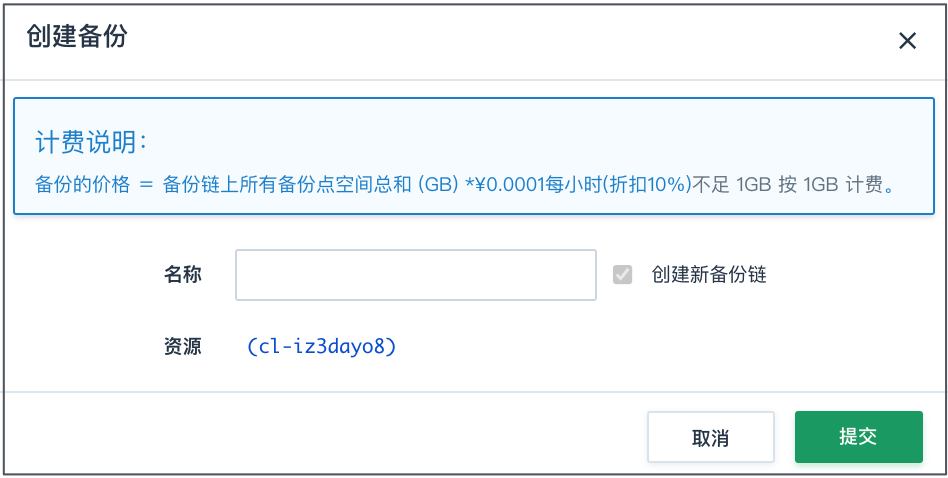 创建备份
计费说明：
备份的价格 = 备份链上所有备份点空间总和 (GB) *¥0.0001每小时(折扣10%)不足 1GB 按 1GB 计费。
名称 创建新备份链
资源 (cl-iz3dayo8)
取消 提交